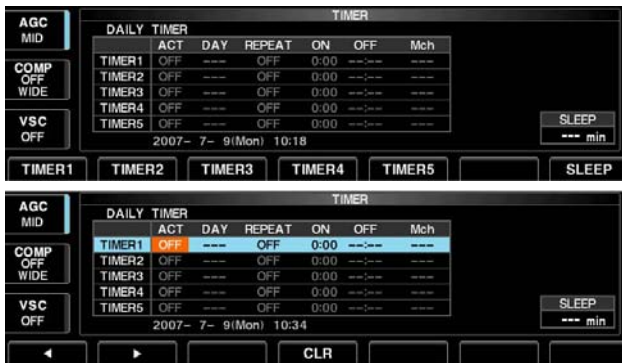 TIMER
AGC
MID
DAILY TIMER
ACT DAY REPEAT ON OFF Mch
TIMER1 OFF --- OFF 0:00 --:-- ---
COMP
OFF
WIDE
TIMER2 OFF --- OFF 0:00 --:-- ---
TIMER3 OFF --- OFF 0:00 --:-- ---
TIMER4 OFF --- OFF 0:00 --:-- ---
VSC
OFF
TIMER5 OFF --- OFF 0:00 --:-- ---
SLEEP
--- min
2007- 7- 9(Mon) 10:18
TIMER1 TIMER2 TIMER3 TIMER4 TIMER5 SLEEP
TIMER
AGC
MID
DAILY TIMER
ACT DAY REPEAT ON OFF Mch
TIMER1 OFF --- OFF 0:00 --:-- ---
COMP
OFF
WIDE
TIMER2 OFF --- OFF 0:00 --:-- ---
TIMER3 OFF --- OFF 0:00 --:-- ---
TIMER4 OFF --- OFF 0:00 --:-- ---
VSC
OFF
TIMER5 OFF --- OFF 0:00 --:-- ---
SLEEP
--- min
2007- 7- 9(Mon) 10:34
◀ ▶ CLR